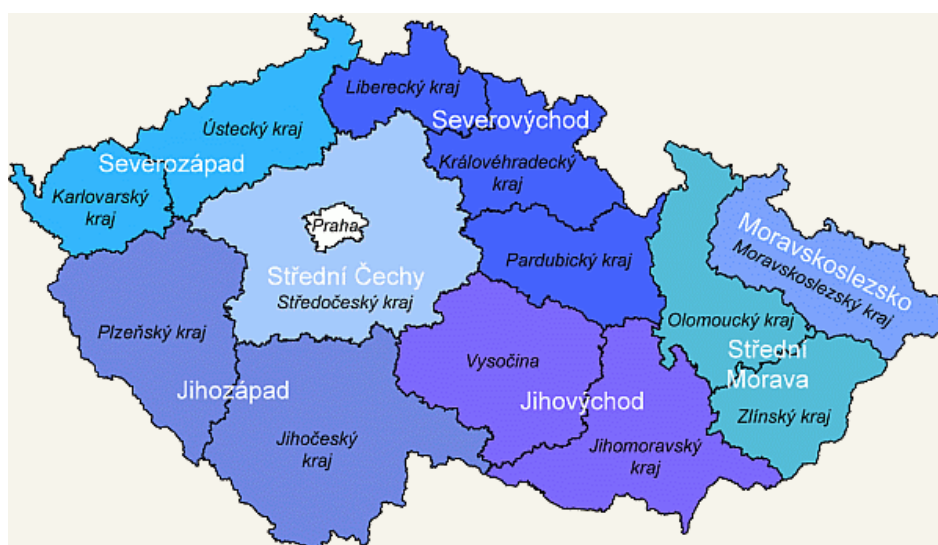 Liberecký kraj
Severovýchod
Ústecký kraj
Severozápad
Královéhradecký
kraj
Karlovarský
kraj
Praha
Moravskoslezsko
Moravskoslezský kraj
Pardubický kraj
Střední Čechy
Středočeský kraj
Olomoucký kraj
Plzeňský kraj
Střední
Morava
Vysočina
Jihozápad
Jihovýchod
Zlínský kraj
Jihočeský
kraj
Jihomoravský
kraj